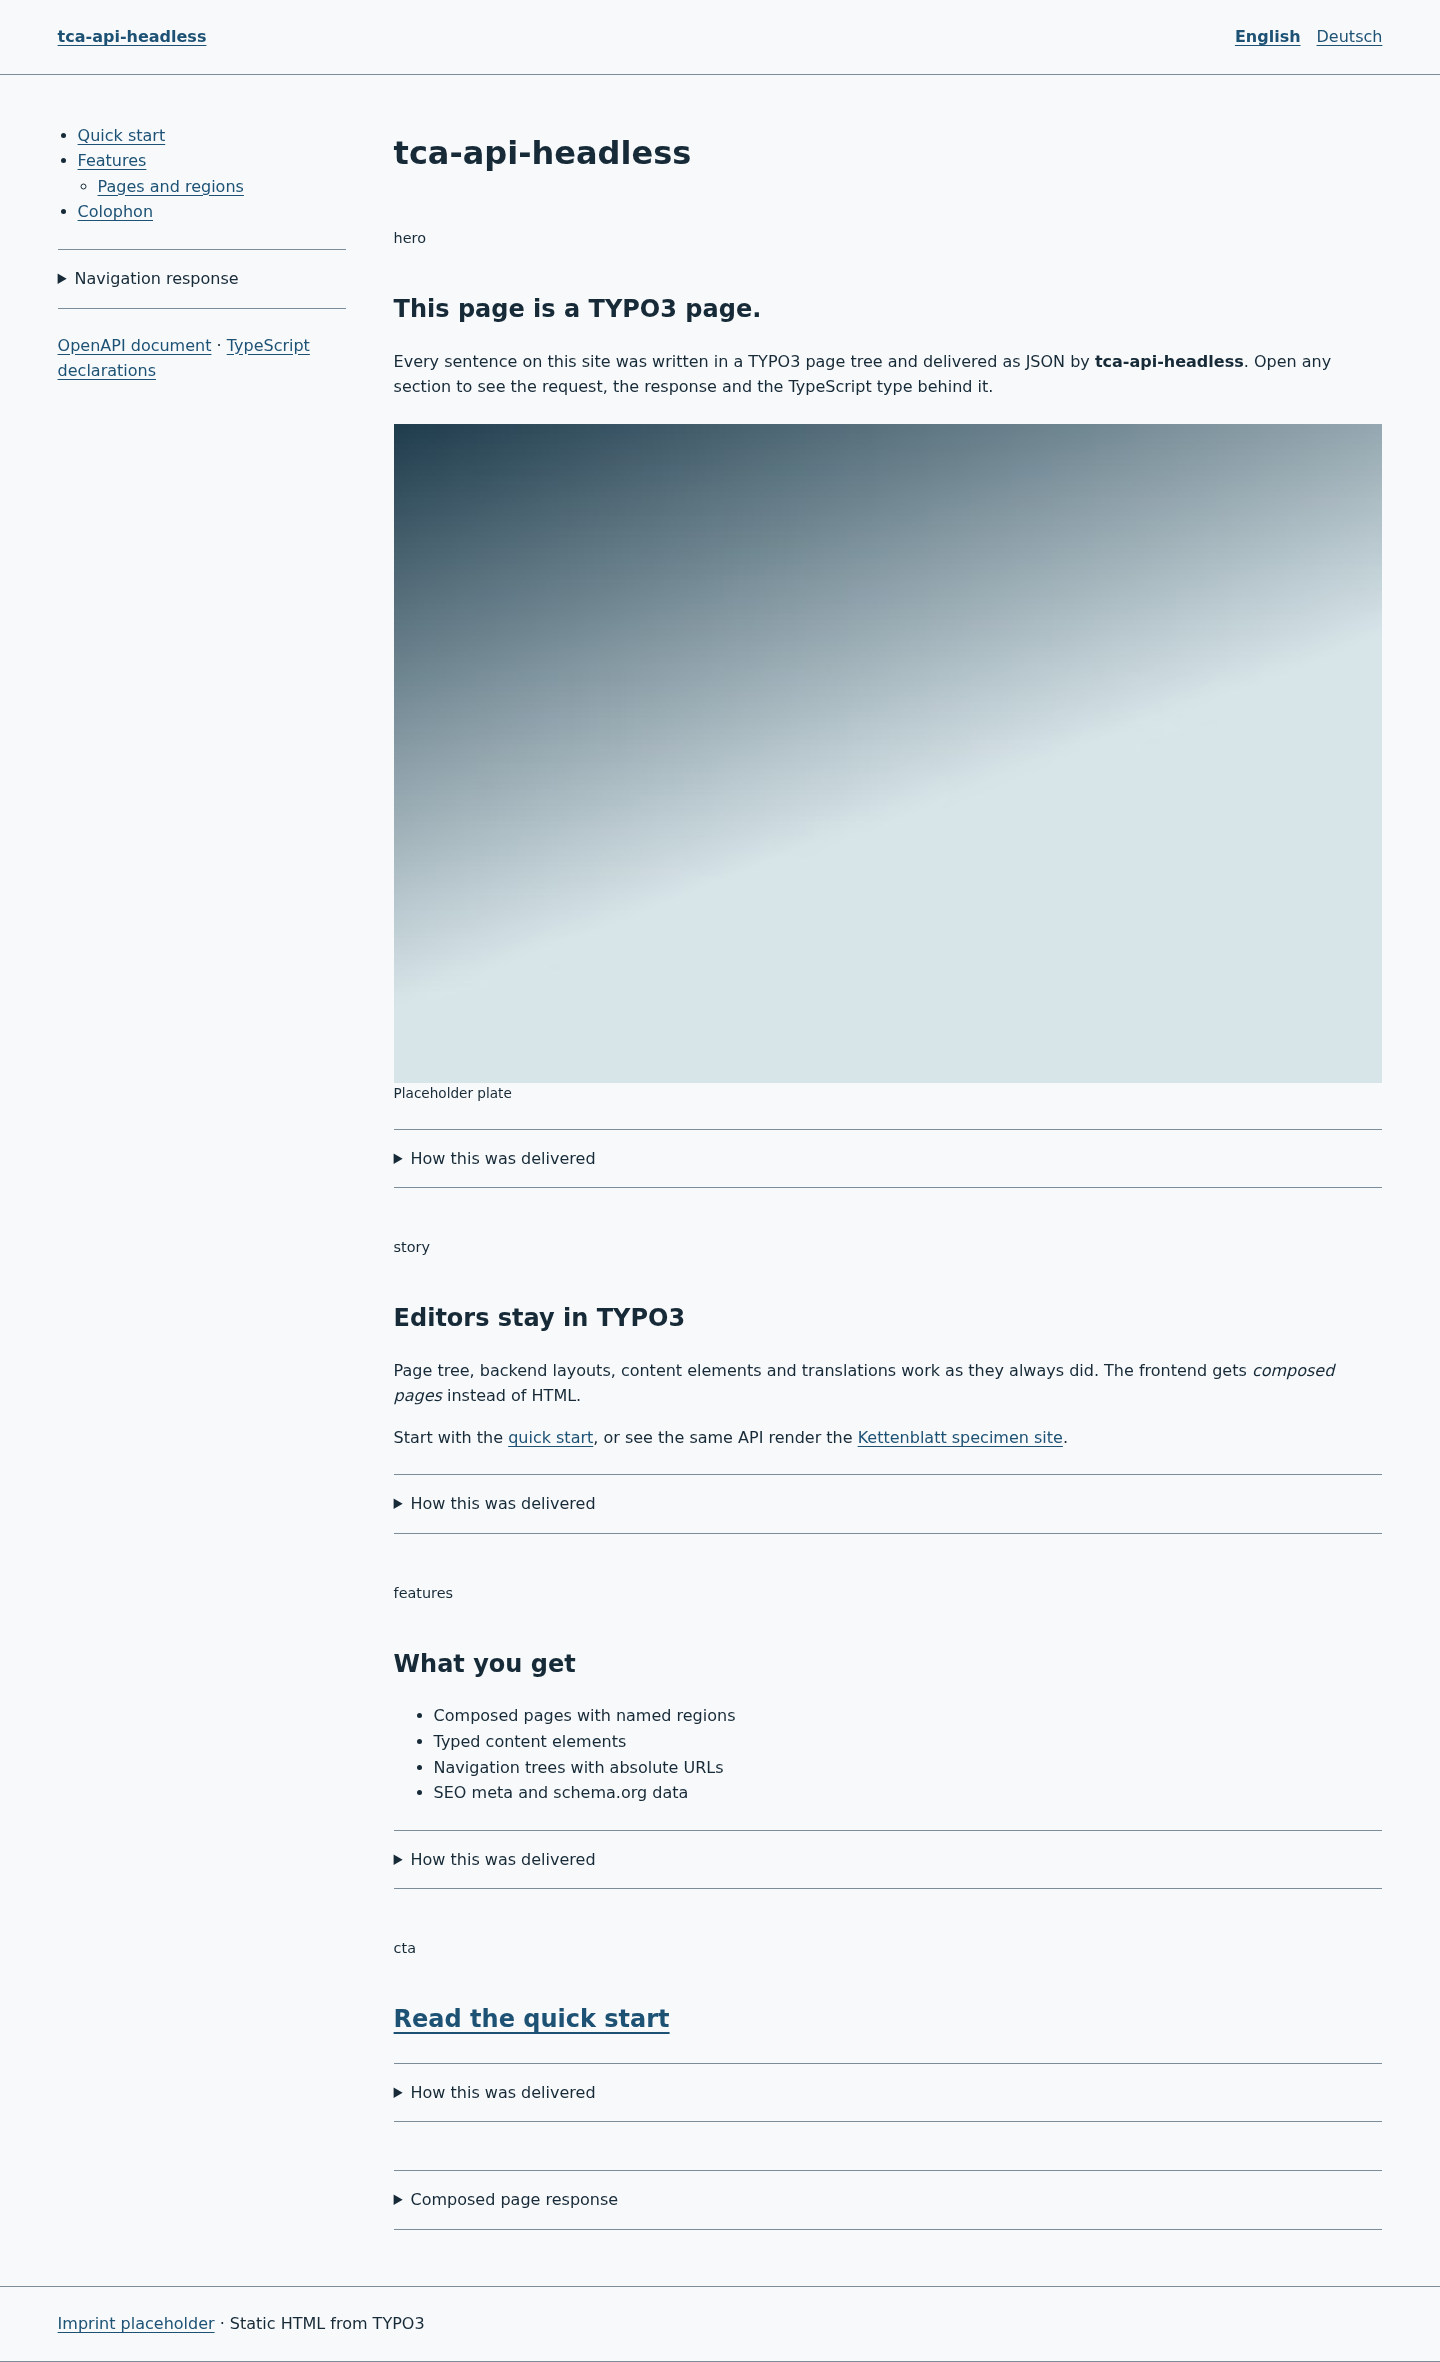 tca-api-headless
English Deutsch
Quick start
Features
Pages and regions
Colophon
Navigation response
OpenAPI document · TypeScript
declarations
tca-api-headless
hero
This page is a TYPO3 page.
Every sentence on this site was written in a TYPO3 page tree and delivered as JSON by tca-api-headless. Open any
section to see the request, the response and the TypeScript type behind it.
Placeholder plate
How this was delivered
story
Editors stay in TYPO3
Page tree, backend layouts, content elements and translations work as they always did. The frontend gets composed
pages instead of HTML.
Start with the quick start, or see the same API render the Kettenblatt specimen site.
How this was delivered
features
What you get
Composed pages with named regions
Typed content elements
Navigation trees with absolute URLs
SEO meta and schema.org data
How this was delivered
cta
Read the quick start
How this was delivered
Composed page response
Imprint placeholder · Static HTML from TYPO3